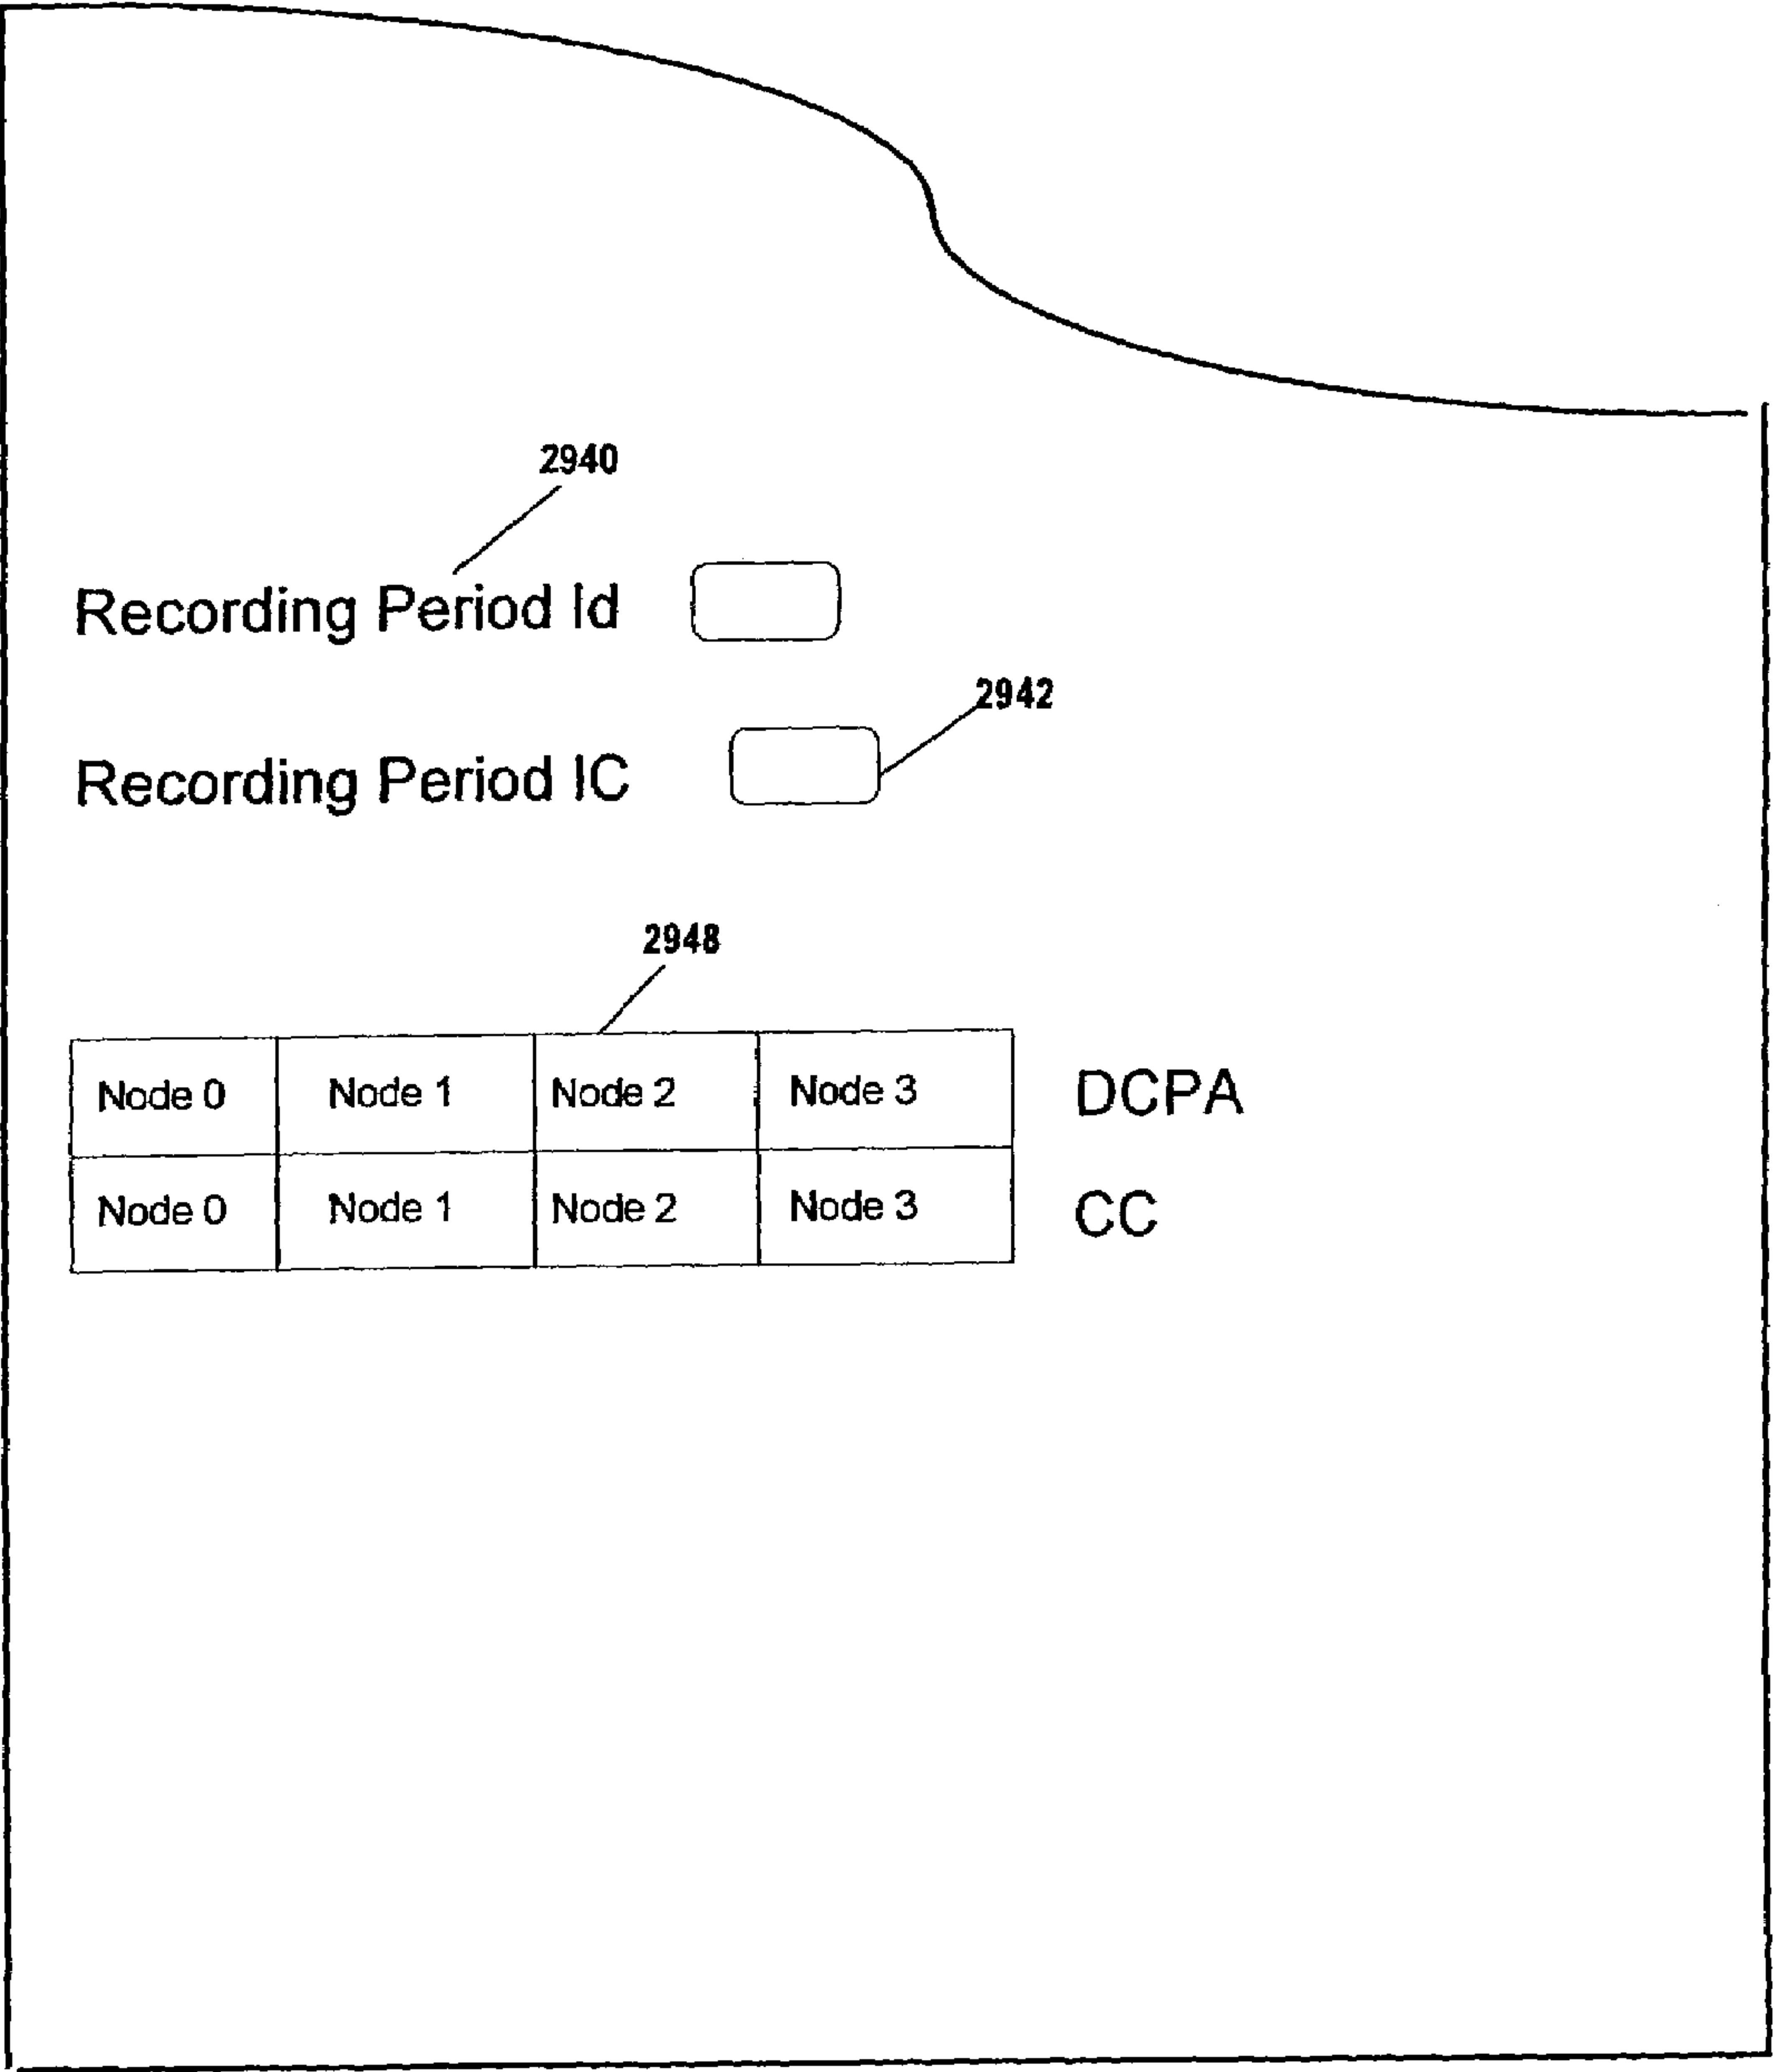 2940
Recording Period Id
2942
Recording Period IC
2948
Node 0 Node 1 Node 2 Node 3 DCPA
Node 0 Node 1 Node 2 Node 3 CC